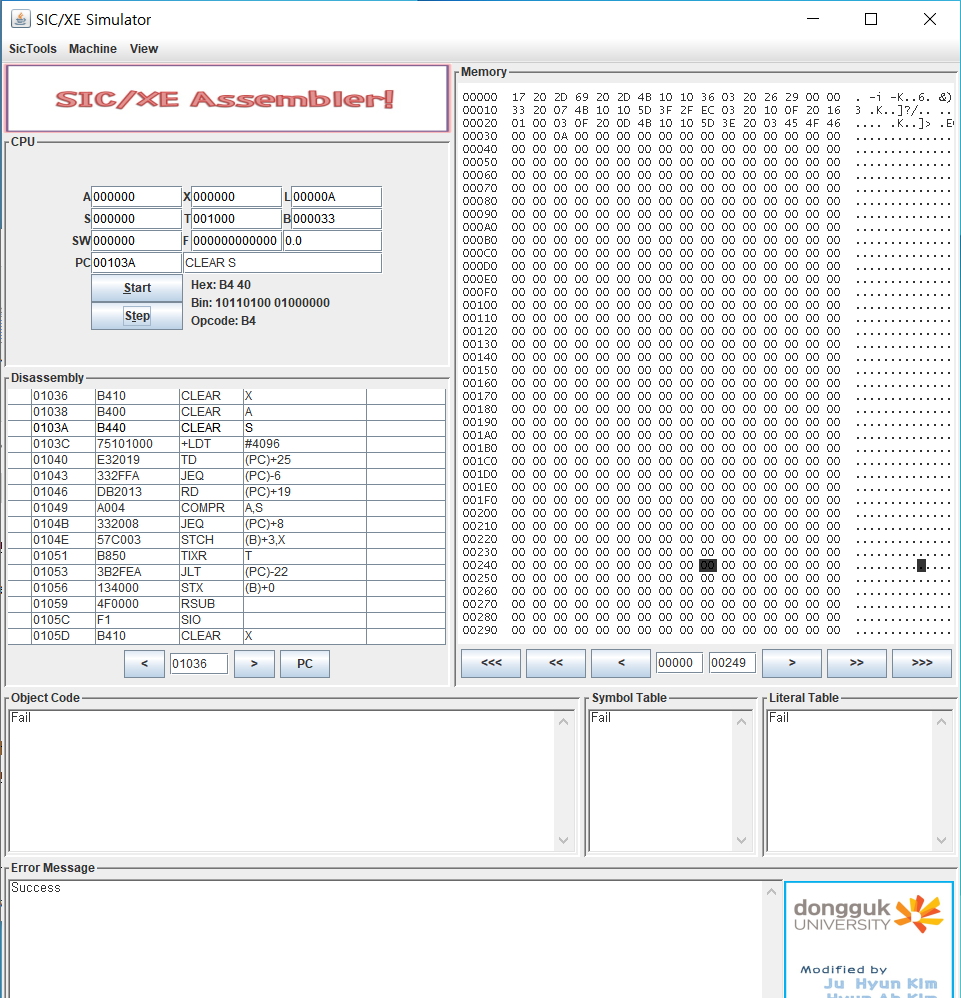 SIC/XE Simulator
SicTools Machine View
SIC/XE Assembler!
CPU
A 000000 X 000000 L 00000A
S 000000 T 001000 B 000033
SW 000000 F 000000000000 0.0
PC 00103A CLEAR S
Start
Step
Hex: B4 40
Bin: 10110100 01000000
Opcode: B4
Disassembly
01036 B410 CLEAR X
01038 B400 CLEAR A
0103A B440 CLEAR S
0103C 75101000 +LDT #4096
01040 E32019 TD (PC)+25
01043 332FFA JEQ (PC)-6
01046 DB2013 RD (PC)+19
01049 A004 COMPR A,S
0104B 332008 JEQ (PC)+8
0104E 57C003 STCH (B)+3,X
01051 B850 TIXR T
01053 3B2FEA JLT (PC)-22
01056 134000 STX (B)+0
01059 4F0000 RSUB
0105C F1 SIO
0105D B410 CLEAR X
< 01036 > PC
Memory
00000 17 20 2D 69 20 2D 4B 10 10 36 03 20 26 29 00 00 . -i -K..6. &)
00010 33 20 07 4B 10 10 5D 3F 2F EC 03 20 10 0F 20 16 3 .K..]?/.. ..
00020 01 00 03 0F 20 0D 4B 10 10 5D 3E 20 03 45 4F 46 .... .K..]> .E
00030 00 00 0A 00 00 00 00 00 00 00 00 00 00 00 00 00 ..............
00040 00 00 00 00 00 00 00 00 00 00 00 00 00 00 00 00 ..............
00050 00 00 00 00 00 00 00 00 00 00 00 00 00 00 00 00 ..............
00060 00 00 00 00 00 00 00 00 00 00 00 00 00 00 00 00 ..............
00070 00 00 00 00 00 00 00 00 00 00 00 00 00 00 00 00 ..............
00080 00 00 00 00 00 00 00 00 00 00 00 00 00 00 00 00 ..............
00090 00 00 00 00 00 00 00 00 00 00 00 00 00 00 00 00 ..............
000A0 00 00 00 00 00 00 00 00 00 00 00 00 00 00 00 00 ..............
000B0 00 00 00 00 00 00 00 00 00 00 00 00 00 00 00 00 ..............
000C0 00 00 00 00 00 00 00 00 00 00 00 00 00 00 00 00 ..............
000D0 00 00 00 00 00 00 00 00 00 00 00 00 00 00 00 00 ..............
000E0 00 00 00 00 00 00 00 00 00 00 00 00 00 00 00 00 ..............
000F0 00 00 00 00 00 00 00 00 00 00 00 00 00 00 00 00 ..............
00100 00 00 00 00 00 00 00 00 00 00 00 00 00 00 00 00 ..............
00110 00 00 00 00 00 00 00 00 00 00 00 00 00 00 00 00 ..............
00120 00 00 00 00 00 00 00 00 00 00 00 00 00 00 00 00 ..............
00130 00 00 00 00 00 00 00 00 00 00 00 00 00 00 00 00 ..............
00140 00 00 00 00 00 00 00 00 00 00 00 00 00 00 00 00 ..............
00150 00 00 00 00 00 00 00 00 00 00 00 00 00 00 00 00 ..............
00160 00 00 00 00 00 00 00 00 00 00 00 00 00 00 00 00 ..............
00170 00 00 00 00 00 00 00 00 00 00 00 00 00 00 00 00 ..............
00180 00 00 00 00 00 00 00 00 00 00 00 00 00 00 00 00 ..............
00190 00 00 00 00 00 00 00 00 00 00 00 00 00 00 00 00 ..............
001A0 00 00 00 00 00 00 00 00 00 00 00 00 00 00 00 00 ..............
001B0 00 00 00 00 00 00 00 00 00 00 00 00 00 00 00 00 ..............
001C0 00 00 00 00 00 00 00 00 00 00 00 00 00 00 00 00 ..............
001D0 00 00 00 00 00 00 00 00 00 00 00 00 00 00 00 00 ..............
001E0 00 00 00 00 00 00 00 00 00 00 00 00 00 00 00 00 ..............
001F0 00 00 00 00 00 00 00 00 00 00 00 00 00 00 00 00 ..............
00200 00 00 00 00 00 00 00 00 00 00 00 00 00 00 00 00 ..............
00210 00 00 00 00 00 00 00 00 00 00 00 00 00 00 00 00 ..............
00220 00 00 00 00 00 00 00 00 00 00 00 00 00 00 00 00 ..............
00230 00 00 00 00 00 00 00 00 00 00 00 00 00 00 00 00 ..............
00240 00 00 00 00 00 00 00 00 00 00 00 00 00 00 00 00 ..............
00250 00 00 00 00 00 00 00 00 00 00 00 00 00 00 00 00 ..............
00260 00 00 00 00 00 00 00 00 00 00 00 00 00 00 00 00 ..............
00270 00 00 00 00 00 00 00 00 00 00 00 00 00 00 00 00 ..............
00280 00 00 00 00 00 00 00 00 00 00 00 00 00 00 00 00 ..............
00290 00 00 00 00 00 00 00 00 00 00 00 00 00 00 00 00 ..............
<<< << < 00000 00249 > >> >>>
Object Code
Fail
Symbol Table
Fail
Literal Table
Fail
Error Message
Success
dongguk
UNIVERSITY
Modified by
Ju Hyun Kim